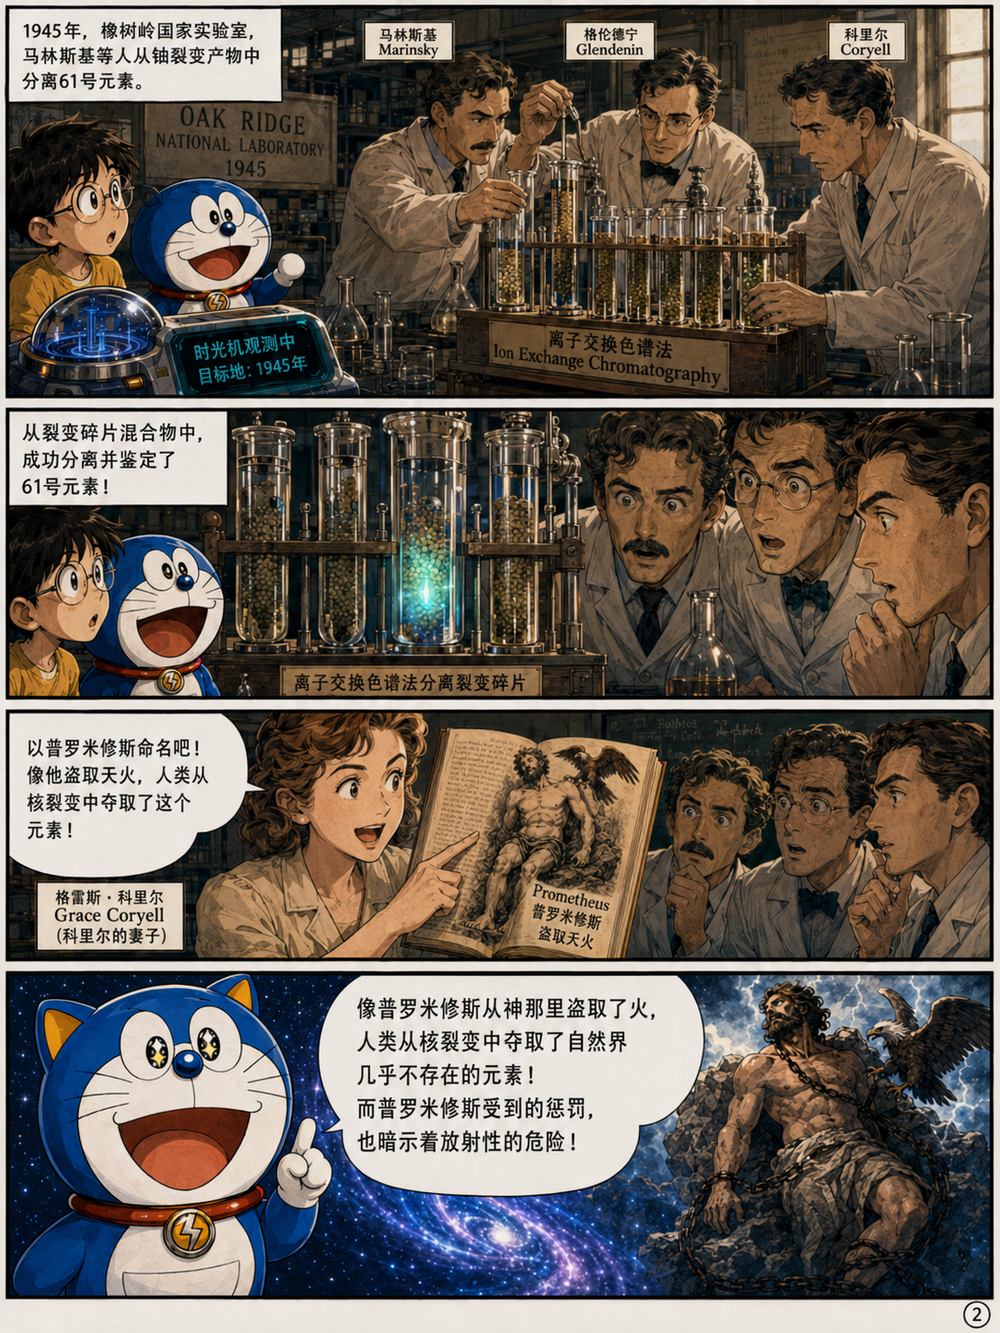 1945年，橡树岭国家实验室，
马林斯基等人从铀裂变产物中
分离61号元素。
马林斯基
Marinsky
格伦德宁
Glendenin
科里尔
Coryell
OAK RIDGE
NATIONAL LABORATORY
1945
时光机观测中
目标地：1945年
离子交换色谱法
Ion Exchange Chromatography
从裂变碎片混合物中，
成功分离并鉴定了
61号元素！
离子交换色谱法分离裂变碎片
以普罗米修斯命名吧！
像他盗取天火，人类从
核裂变中夺取了这个
元素！
格雷斯·科里尔
Grace Coryell
(科里尔的妻子)
Prometheus
普罗米修斯
盗取天火
像普罗米修斯从神那里盗取了火，
人类从核裂变中夺取了自然界
几乎不存在的元素！
而普罗米修斯受到的惩罚，
也暗示着放射性的危险！
2